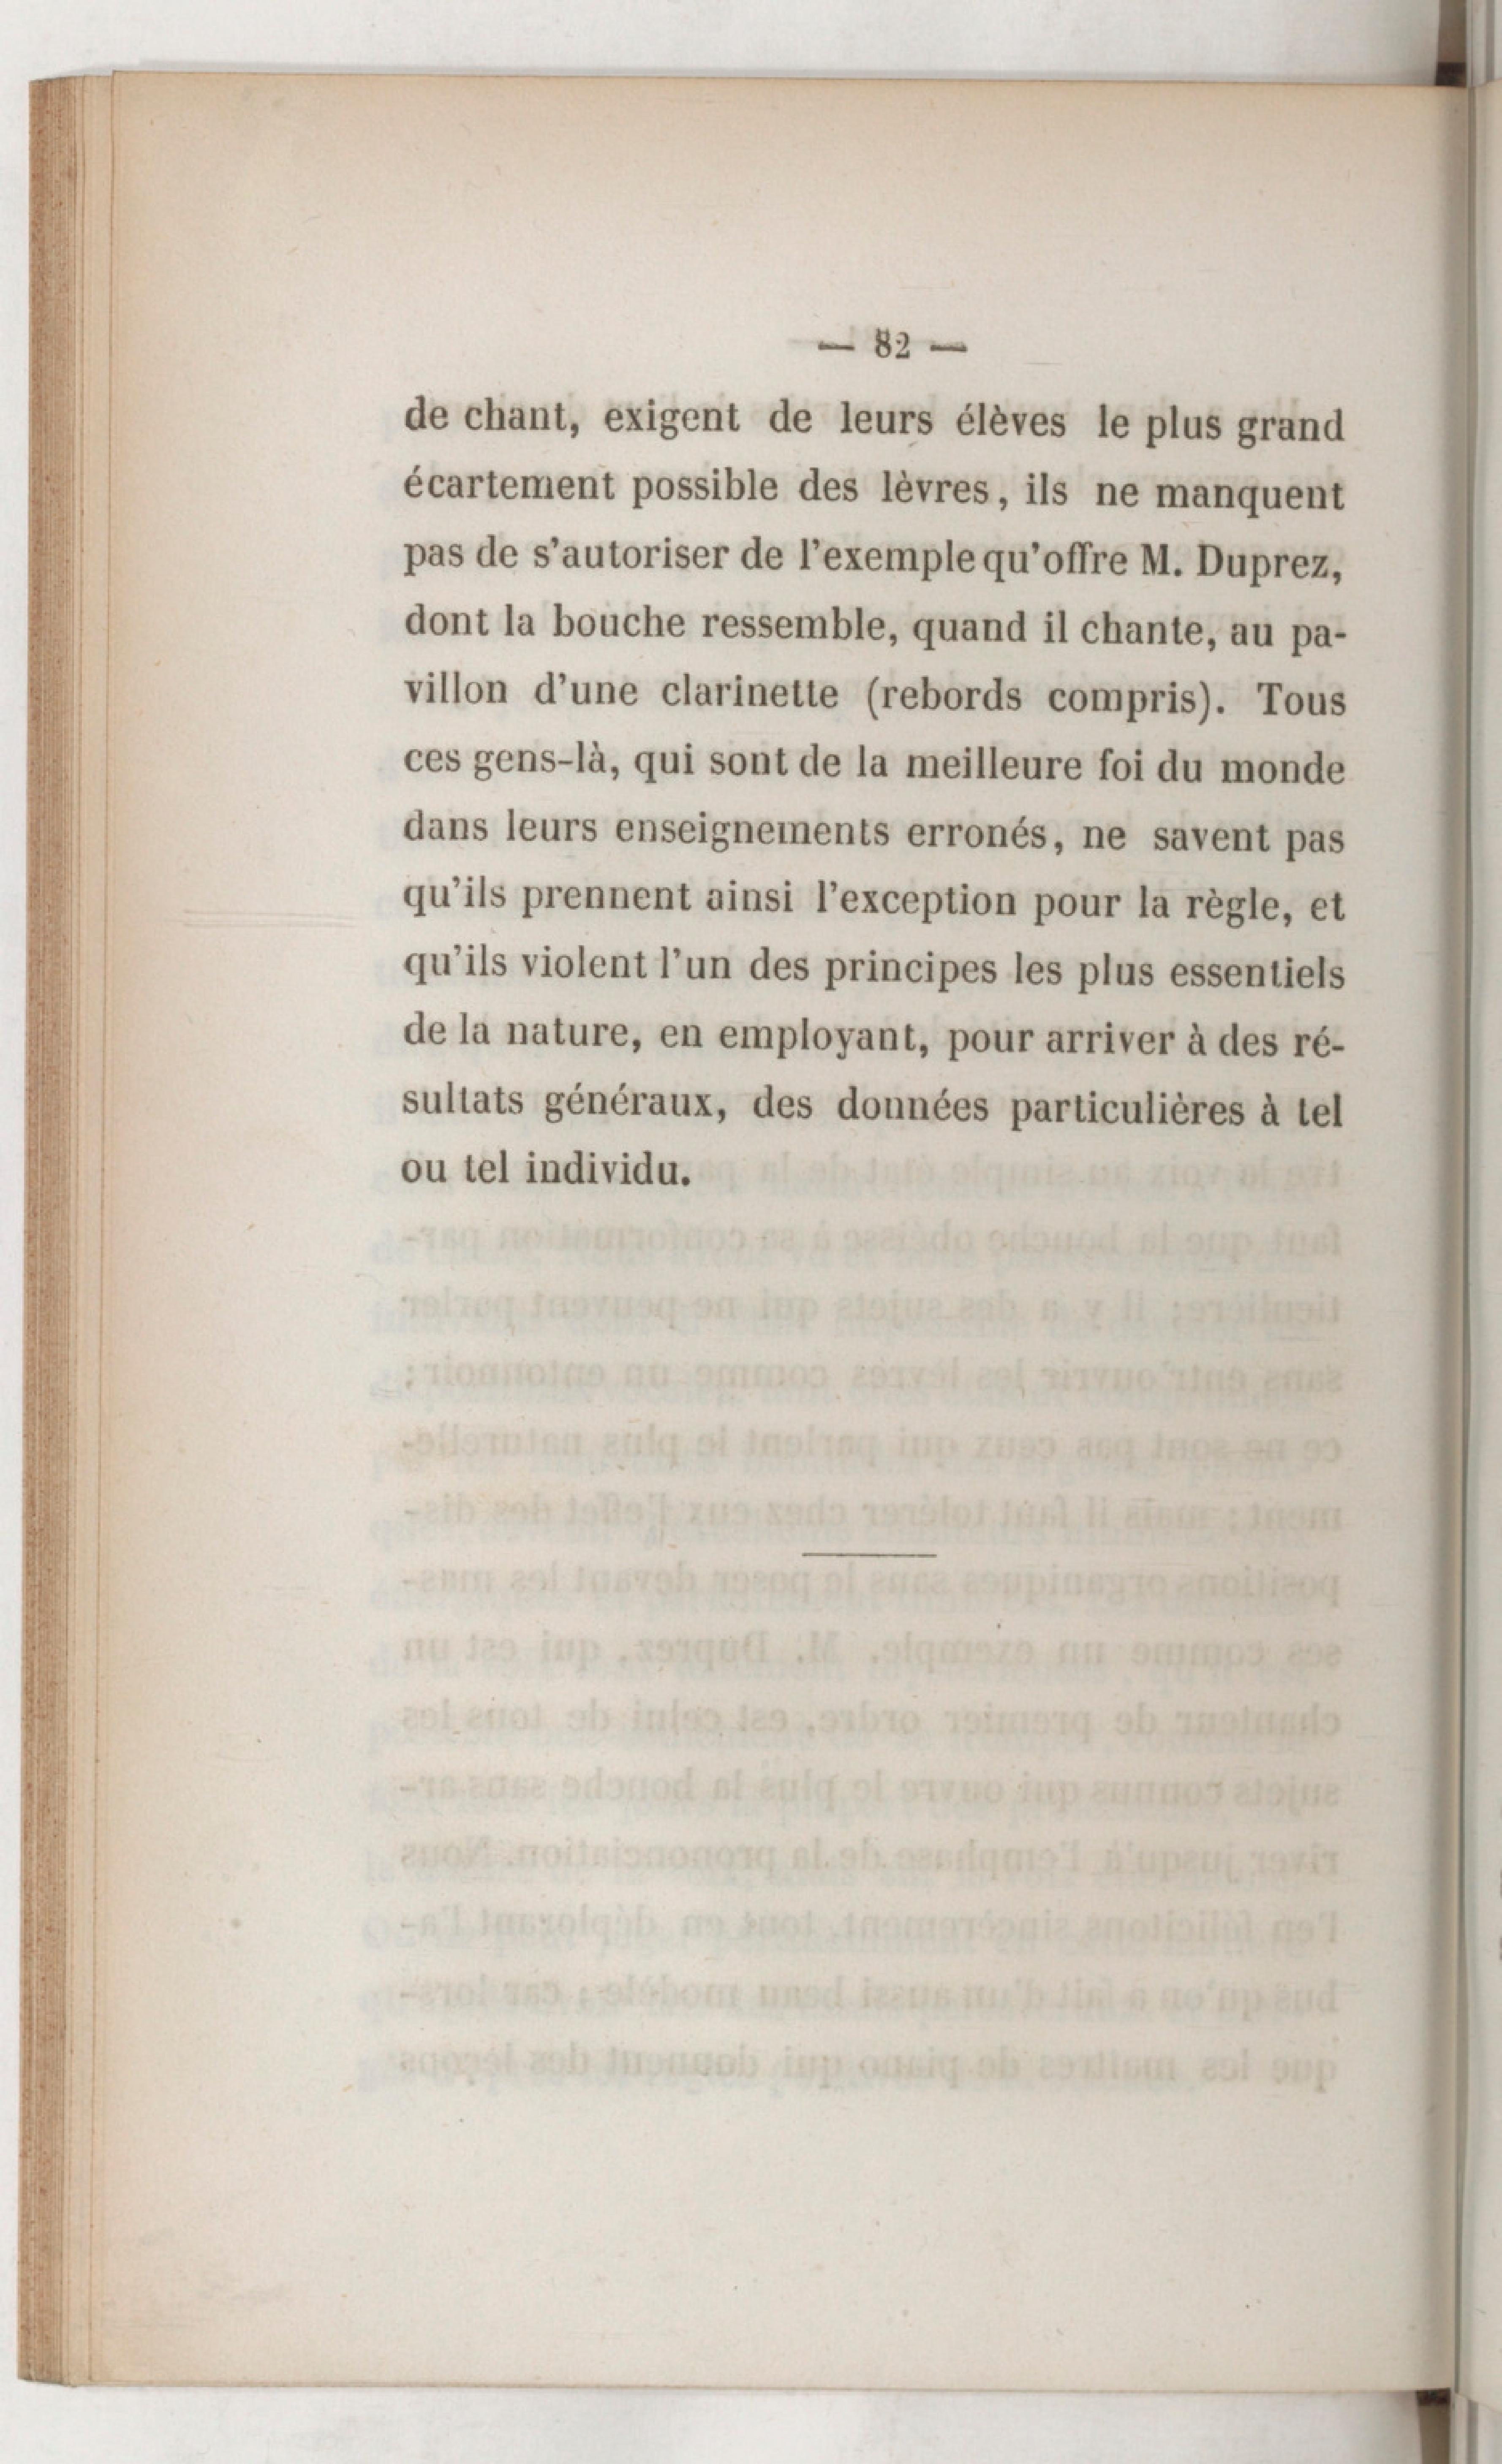 — 82 —
de chant, exigent de leurs élèves le plus grand
écartement possible des lèvres, ils ne manquent
pas de s'autoriser de l'exemple qu'offre M. Duprez,
dont la bouche ressemble, quand il chante, au pa-
villon d'une clarinette (rebords compris). Tous
ces gens-là, qui sont de la meilleure foi du monde
dans leurs enseignements erronés, ne savent pas
qu'ils prennent ainsi l'exception pour la règle, et
qu'ils violent l'un des principes les plus essentiels
de la nature, en employant, pour arriver à des ré-
sultats généraux, des données particulières à tel
ou tel individu.